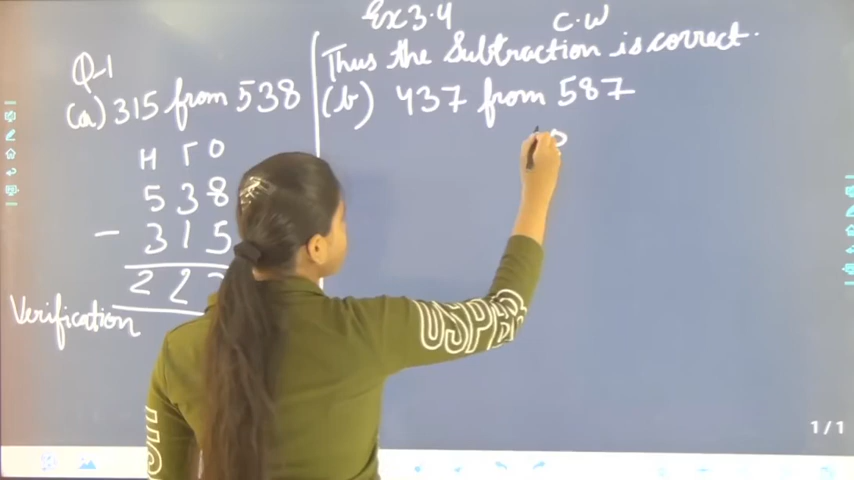 Ex 3.4 C.W
Q-1
(a) 315 from 538
H T O
5 3 8
- 3 1 5
2 2
Verification
Thus the Subtraction is correct.
(b) 437 from 587
O
1/1